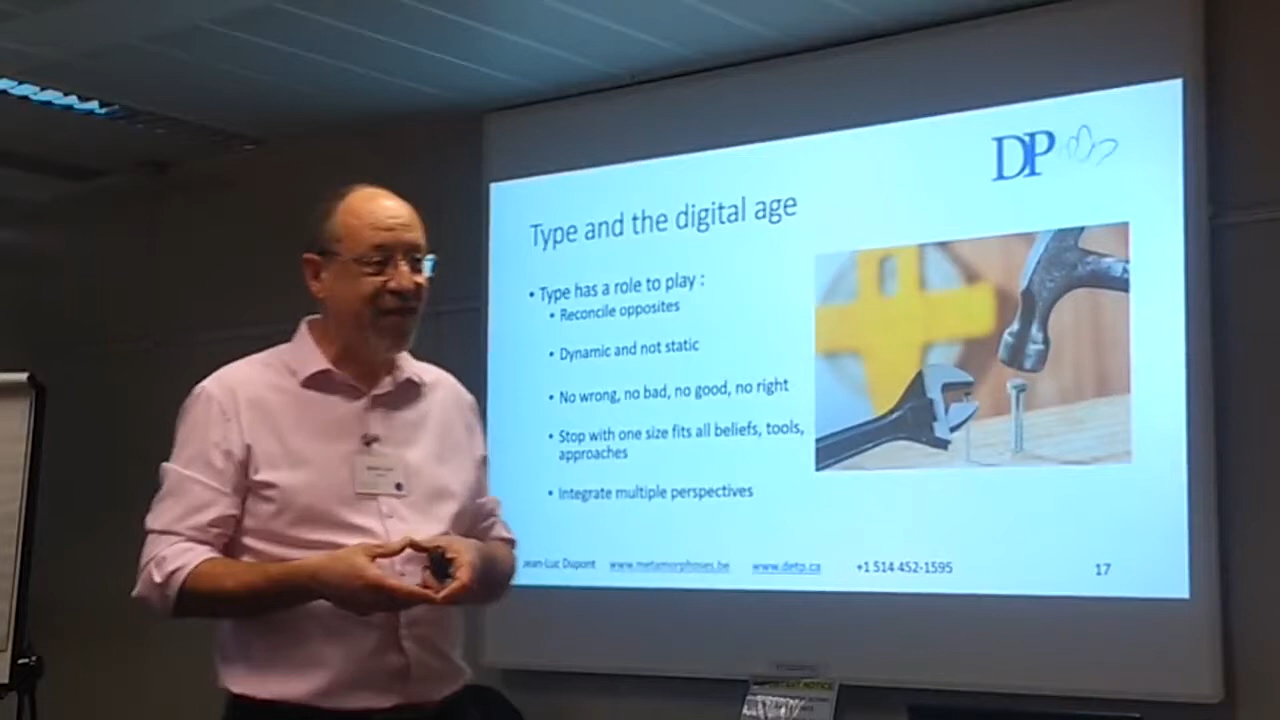 DP
Type and the digital age
• Type has a role to play :
• Reconcile opposites
• Dynamic and not static
• No wrong, no bad, no good, no right
• Stop with one size fits all beliefs, tools,
approaches
• Integrate multiple perspectives
Jean-Luc Dupont www.metamorphoses.be www.detp.ca +1 514 452-1595 17
IMPORTANT NOTICE